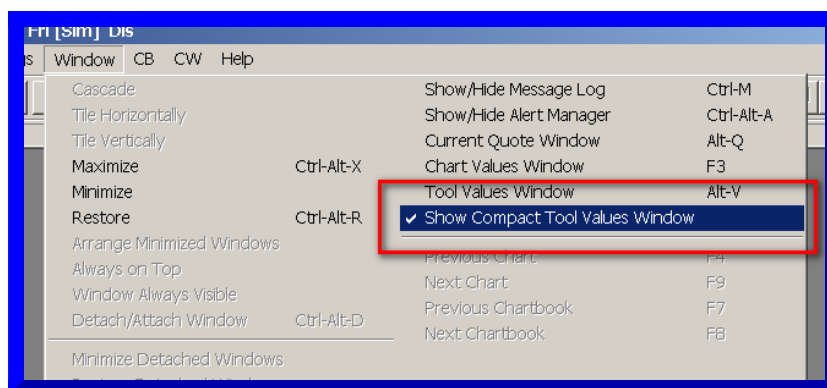 Fri [Sim] Dis
Window CB CW Help
Cascade
Tile Horizontally
Tile Vertically
Maximize Ctrl-Alt-X
Minimize
Restore Ctrl-Alt-R
Arrange Minimized Windows
Always on Top
Window Always Visible
Detach/Attach Window Ctrl-Alt-D
Minimize Detached Windows
Show/Hide Message Log Ctrl-M
Show/Hide Alert Manager Ctrl-Alt-A
Current Quote Window Alt-Q
Chart Values Window F3
Tool Values Window Alt-V
✔ Show Compact Tool Values Window
Previous Chart F4
Next Chart F9
Previous Chartbook F7
Next Chartbook F8